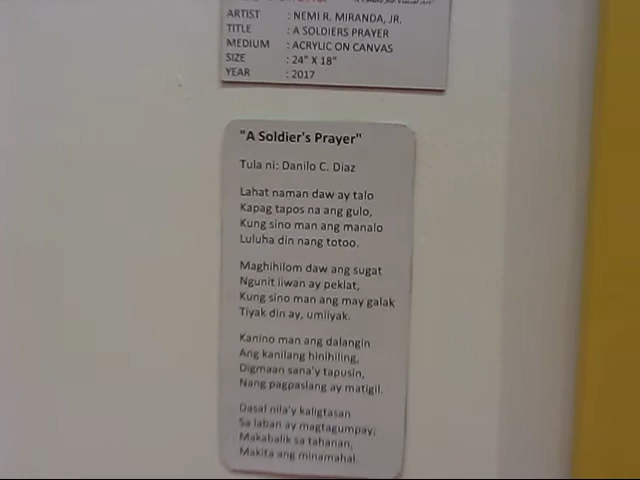 ARTIST : NEMI R. MIRANDA, JR.
TITLE : A SOLDIERS PRAYER
MEDIUM : ACRYLIC ON CANVAS
SIZE : 24" X 18"
YEAR : 2017
"A Soldier's Prayer"
Tula ni: Danilo C. Diaz
Lahat naman daw ay talo
Kapag tapos na ang gulo,
Kung sino man ang manalo
Luluha din nang totoo.
Maghihilom daw ang sugat
Ngunit iiwan ay peklat,
Kung sino man ang may galak
Tiyak din ay, umiiyak.
Kanino man ang dalangin
Ang kanilang hinihiling,
Digmaan sana'y tapusin,
Nang pagpaslang ay matigil.
Dasal nila'y kaligtasan
Sa laban ay magtagumpay;
Makabalik sa tahanan,
Makita ang minamahal.